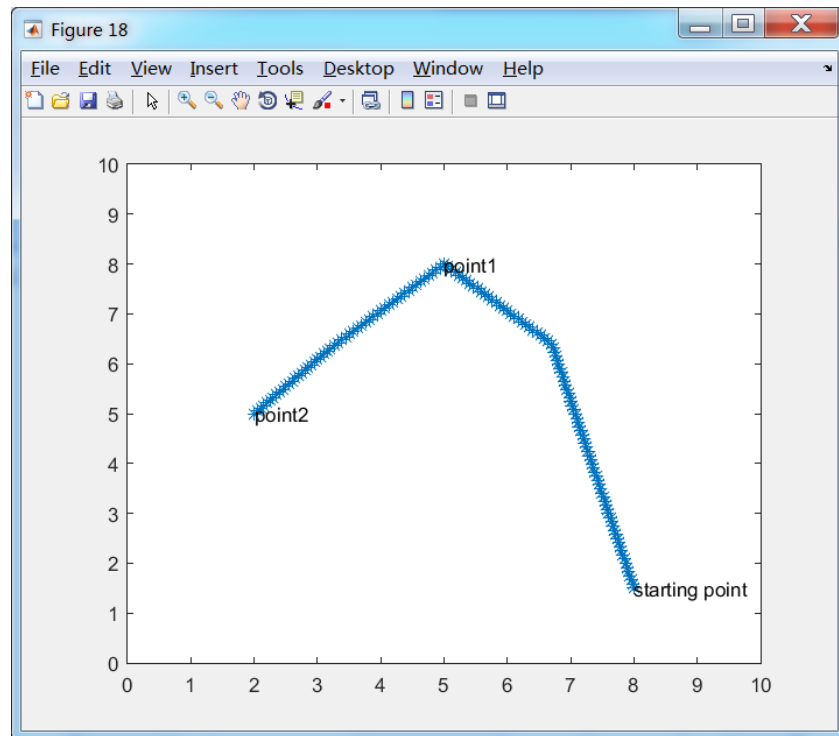 Figure 18
File Edit View Insert Tools Desktop Window Help
10
9
8
7
6
5
4
3
2
1
0
point1
point2
starting point
0 1 2 3 4 5 6 7 8 9 10